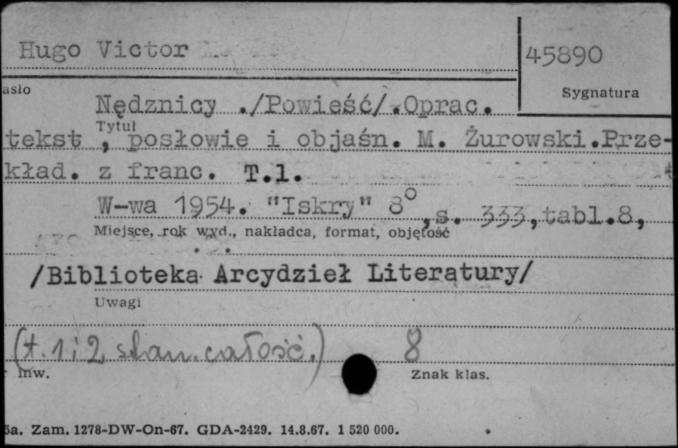 Hugo Victor
45890
asło
Sygnatura
Nędznicy ./Powieść/.Oprac.
Tytuł
tekst , posłowie i objaśn. M. Żurowski.Prze-
kład. z franc. T.1.
W-wa 1954. "Iskry" 8°, s. 333, tabl.8,
Miejsce, rok wyd., nakładca, format, objętość
/Biblioteka Arcydzieł Literatury/
Uwagi
(t. 1 i 2 stan. całość.) 8
inw.
Znak klas.
5a. Zam. 1278-DW-On-67. GDA-2429. 14.8.67. 1 520 000.